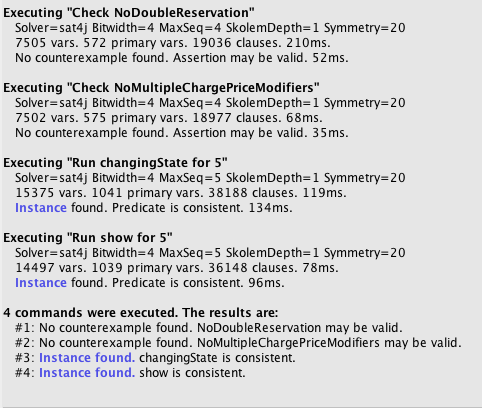 Executing "Check NoDoubleReservation"
Solver=sat4j Bitwidth=4 MaxSeq=4 SkolemDepth=1 Symmetry=20
7505 vars. 572 primary vars. 19036 clauses. 210ms.
No counterexample found. Assertion may be valid. 52ms.
Executing "Check NoMultipleChargePriceModifiers"
Solver=sat4j Bitwidth=4 MaxSeq=4 SkolemDepth=1 Symmetry=20
7502 vars. 575 primary vars. 18977 clauses. 68ms.
No counterexample found. Assertion may be valid. 35ms.
Executing "Run changingState for 5"
Solver=sat4j Bitwidth=4 MaxSeq=5 SkolemDepth=1 Symmetry=20
15375 vars. 1041 primary vars. 38188 clauses. 119ms.
Instance found. Predicate is consistent. 134ms.
Executing "Run show for 5"
Solver=sat4j Bitwidth=4 MaxSeq=5 SkolemDepth=1 Symmetry=20
14497 vars. 1039 primary vars. 36148 clauses. 78ms.
Instance found. Predicate is consistent. 96ms.
4 commands were executed. The results are:
#1: No counterexample found. NoDoubleReservation may be valid.
#2: No counterexample found. NoMultipleChargePriceModifiers may be valid.
#3: Instance found. changingState is consistent.
#4: Instance found. show is consistent.